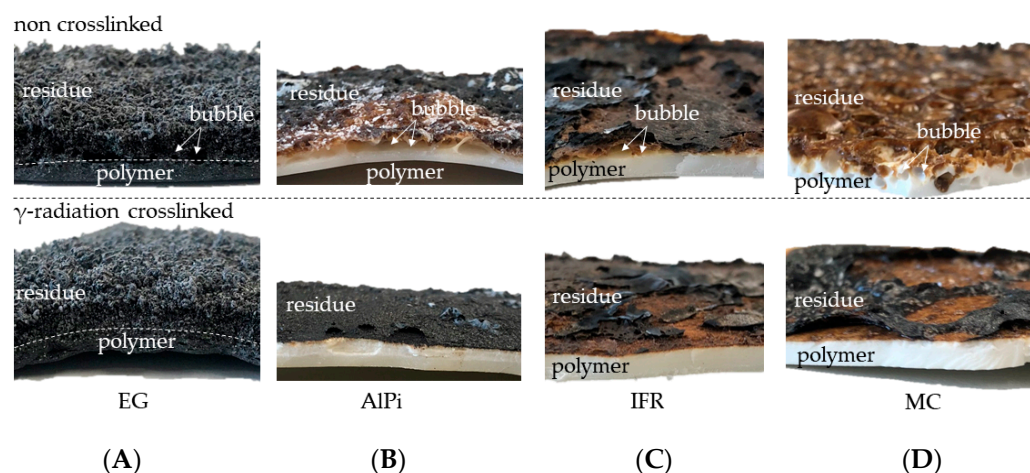 non crosslinked
residue
bubble
polymer
residue
bubble
polymer
residue
bubble
polymer
residue
bubble
polymer
γ-radiation crosslinked
residue
polymer
residue
polymer
residue
polymer
residue
polymer
EG
AlPi
IFR
MC
(A)
(B)
(C)
(D)